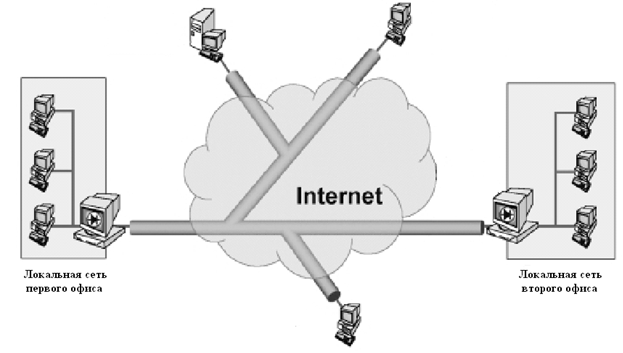 Internet
Локальная сеть
первого офиса
Локальная сеть
второго офиса